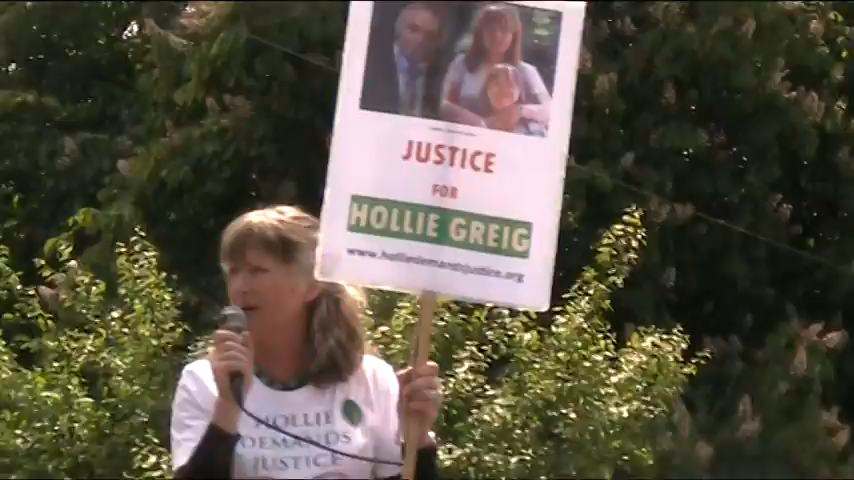 JUSTICE
FOR
HOLLIE GREIG
www.holliedemandsjustice.org
HOLLIE
DEMANDS
JUSTICE